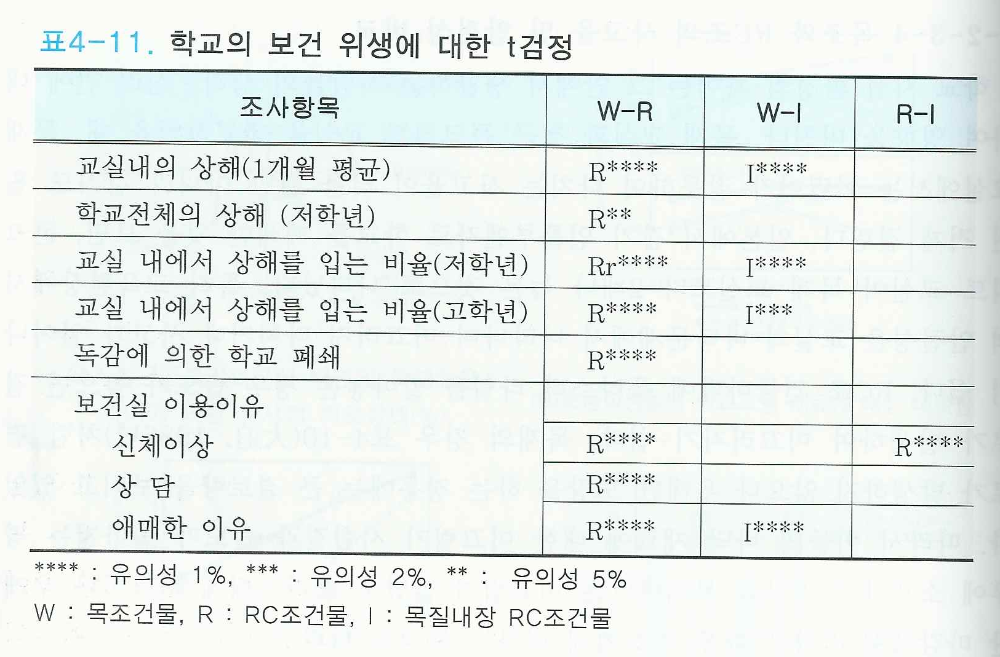 표4-11. 학교의 보건 위생에 대한 t검정
조사항목 W-R W-I R-I
교실내의 상해(1개월 평균) R**** I****
학교전체의 상해 (저학년) R**
교실 내에서 상해를 입는 비율(저학년) Rr**** I****
교실 내에서 상해를 입는 비율(고학년) R**** I***
독감에 의한 학교 폐쇄 R****
보건실 이용이유
신체이상 R**** R****
상 담 R****
애매한 이유 R**** I****
**** : 유의성 1%, *** : 유의성 2%, ** : 유의성 5%
W : 목조건물, R : RC조건물, I : 목질내장 RC조건물